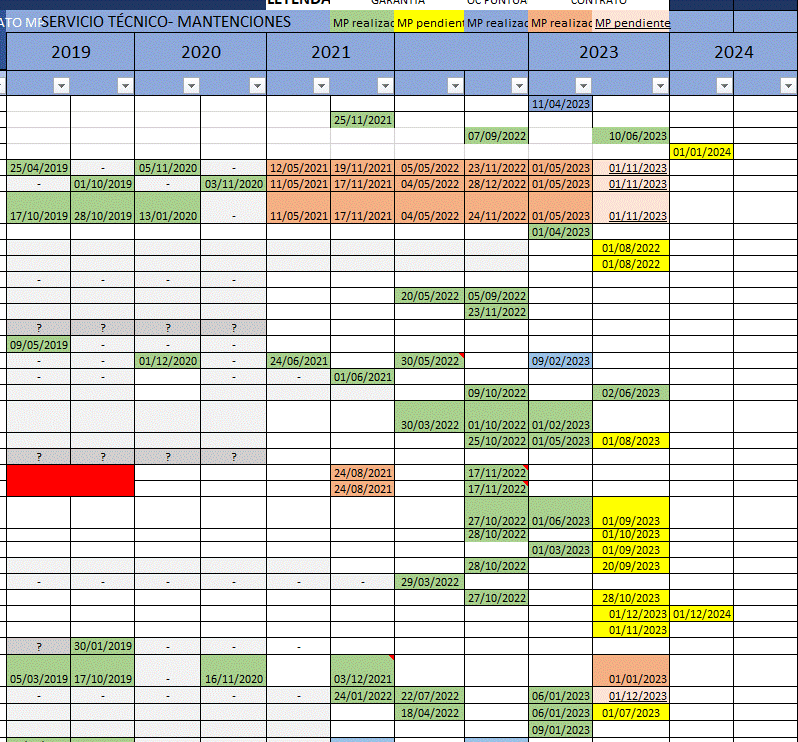 LEYENDA GARANTIA OC PUNTUA CONTRATO
ATO MP SERVICIO TÉCNICO- MANTENCIONES MP realizad MP pendient MP realizad MP realizad MP pendiente
2019 2020 2021 2023 2024
11/04/2023
25/11/2021
07/09/2022 10/06/2023
01/01/2024
25/04/2019 - 05/11/2020 - 12/05/2021 19/11/2021 05/05/2022 23/11/2022 01/05/2023 01/11/2023
- 01/10/2019 - 03/11/2020 11/05/2021 17/11/2021 04/05/2022 28/12/2022 01/05/2023 01/11/2023
17/10/2019 28/10/2019 13/01/2020 - 11/05/2021 17/11/2021 04/05/2022 24/11/2022 01/05/2023 01/11/2023
01/04/2023
01/08/2022
01/08/2022
- - - -
20/05/2022 05/09/2022
23/11/2022
? ? ? ?
09/05/2019 - - -
- - 01/12/2020 - 24/06/2021 30/05/2022 09/02/2023
- - - - 01/06/2021
09/10/2022 02/06/2023
30/03/2022 01/10/2022 01/02/2023
25/10/2022 01/05/2023 01/08/2023
? ? ? ?
24/08/2021 17/11/2022
24/08/2021 17/11/2022
27/10/2022 01/06/2023 01/09/2023
28/10/2022 01/10/2023
01/03/2023 01/09/2023
28/10/2022 20/09/2023
- - - - - - 29/03/2022
27/10/2022 28/10/2023
01/12/2023 01/12/2024
01/11/2023
? 30/01/2019 - - -
05/03/2019 17/10/2019 - 16/11/2020 03/12/2021 01/01/2023
- - - - - 24/01/2022 22/07/2022 06/01/2023 01/12/2023
18/04/2022 06/01/2023 01/07/2023
09/01/2023